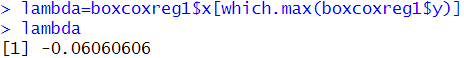 > lambda=boxcoxreg1$x[which.max(boxcoxreg1$y)]
> lambda
[1] -0.06060606